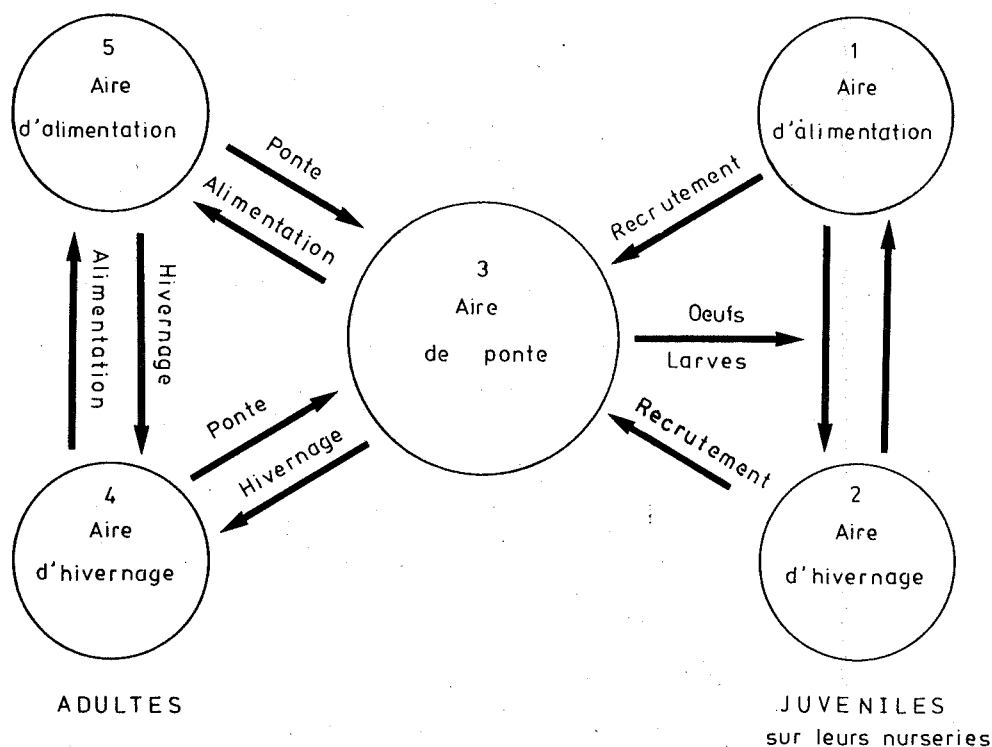 5
Aire
d'alimentation
1
Aire
d'alimentation
Ponte
Alimentation
Recrutement
Alimentation
Hivernage
3
Aire
de ponte
Oeufs
Larves
Ponte
Hivernage
Recrutement
4
Aire
d'hivernage
2
Aire
d'hivernage
ADULTES
JUVENILES
sur leurs nurseries